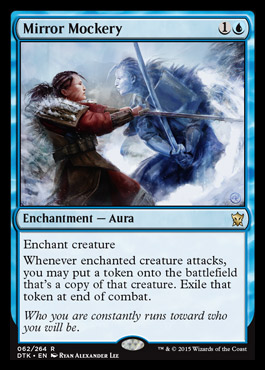 Mirror Mockery 1
Enchantment — Aura
Enchant creature
Whenever enchanted creature attacks,
you may put a token onto the battlefield
that's a copy of that creature. Exile that
token at end of combat.
Who you are constantly runs toward who
you will be.
062/264 R
DTK • EN Ryan Alexander Lee ™ & © 2015 Wizards of the Coast